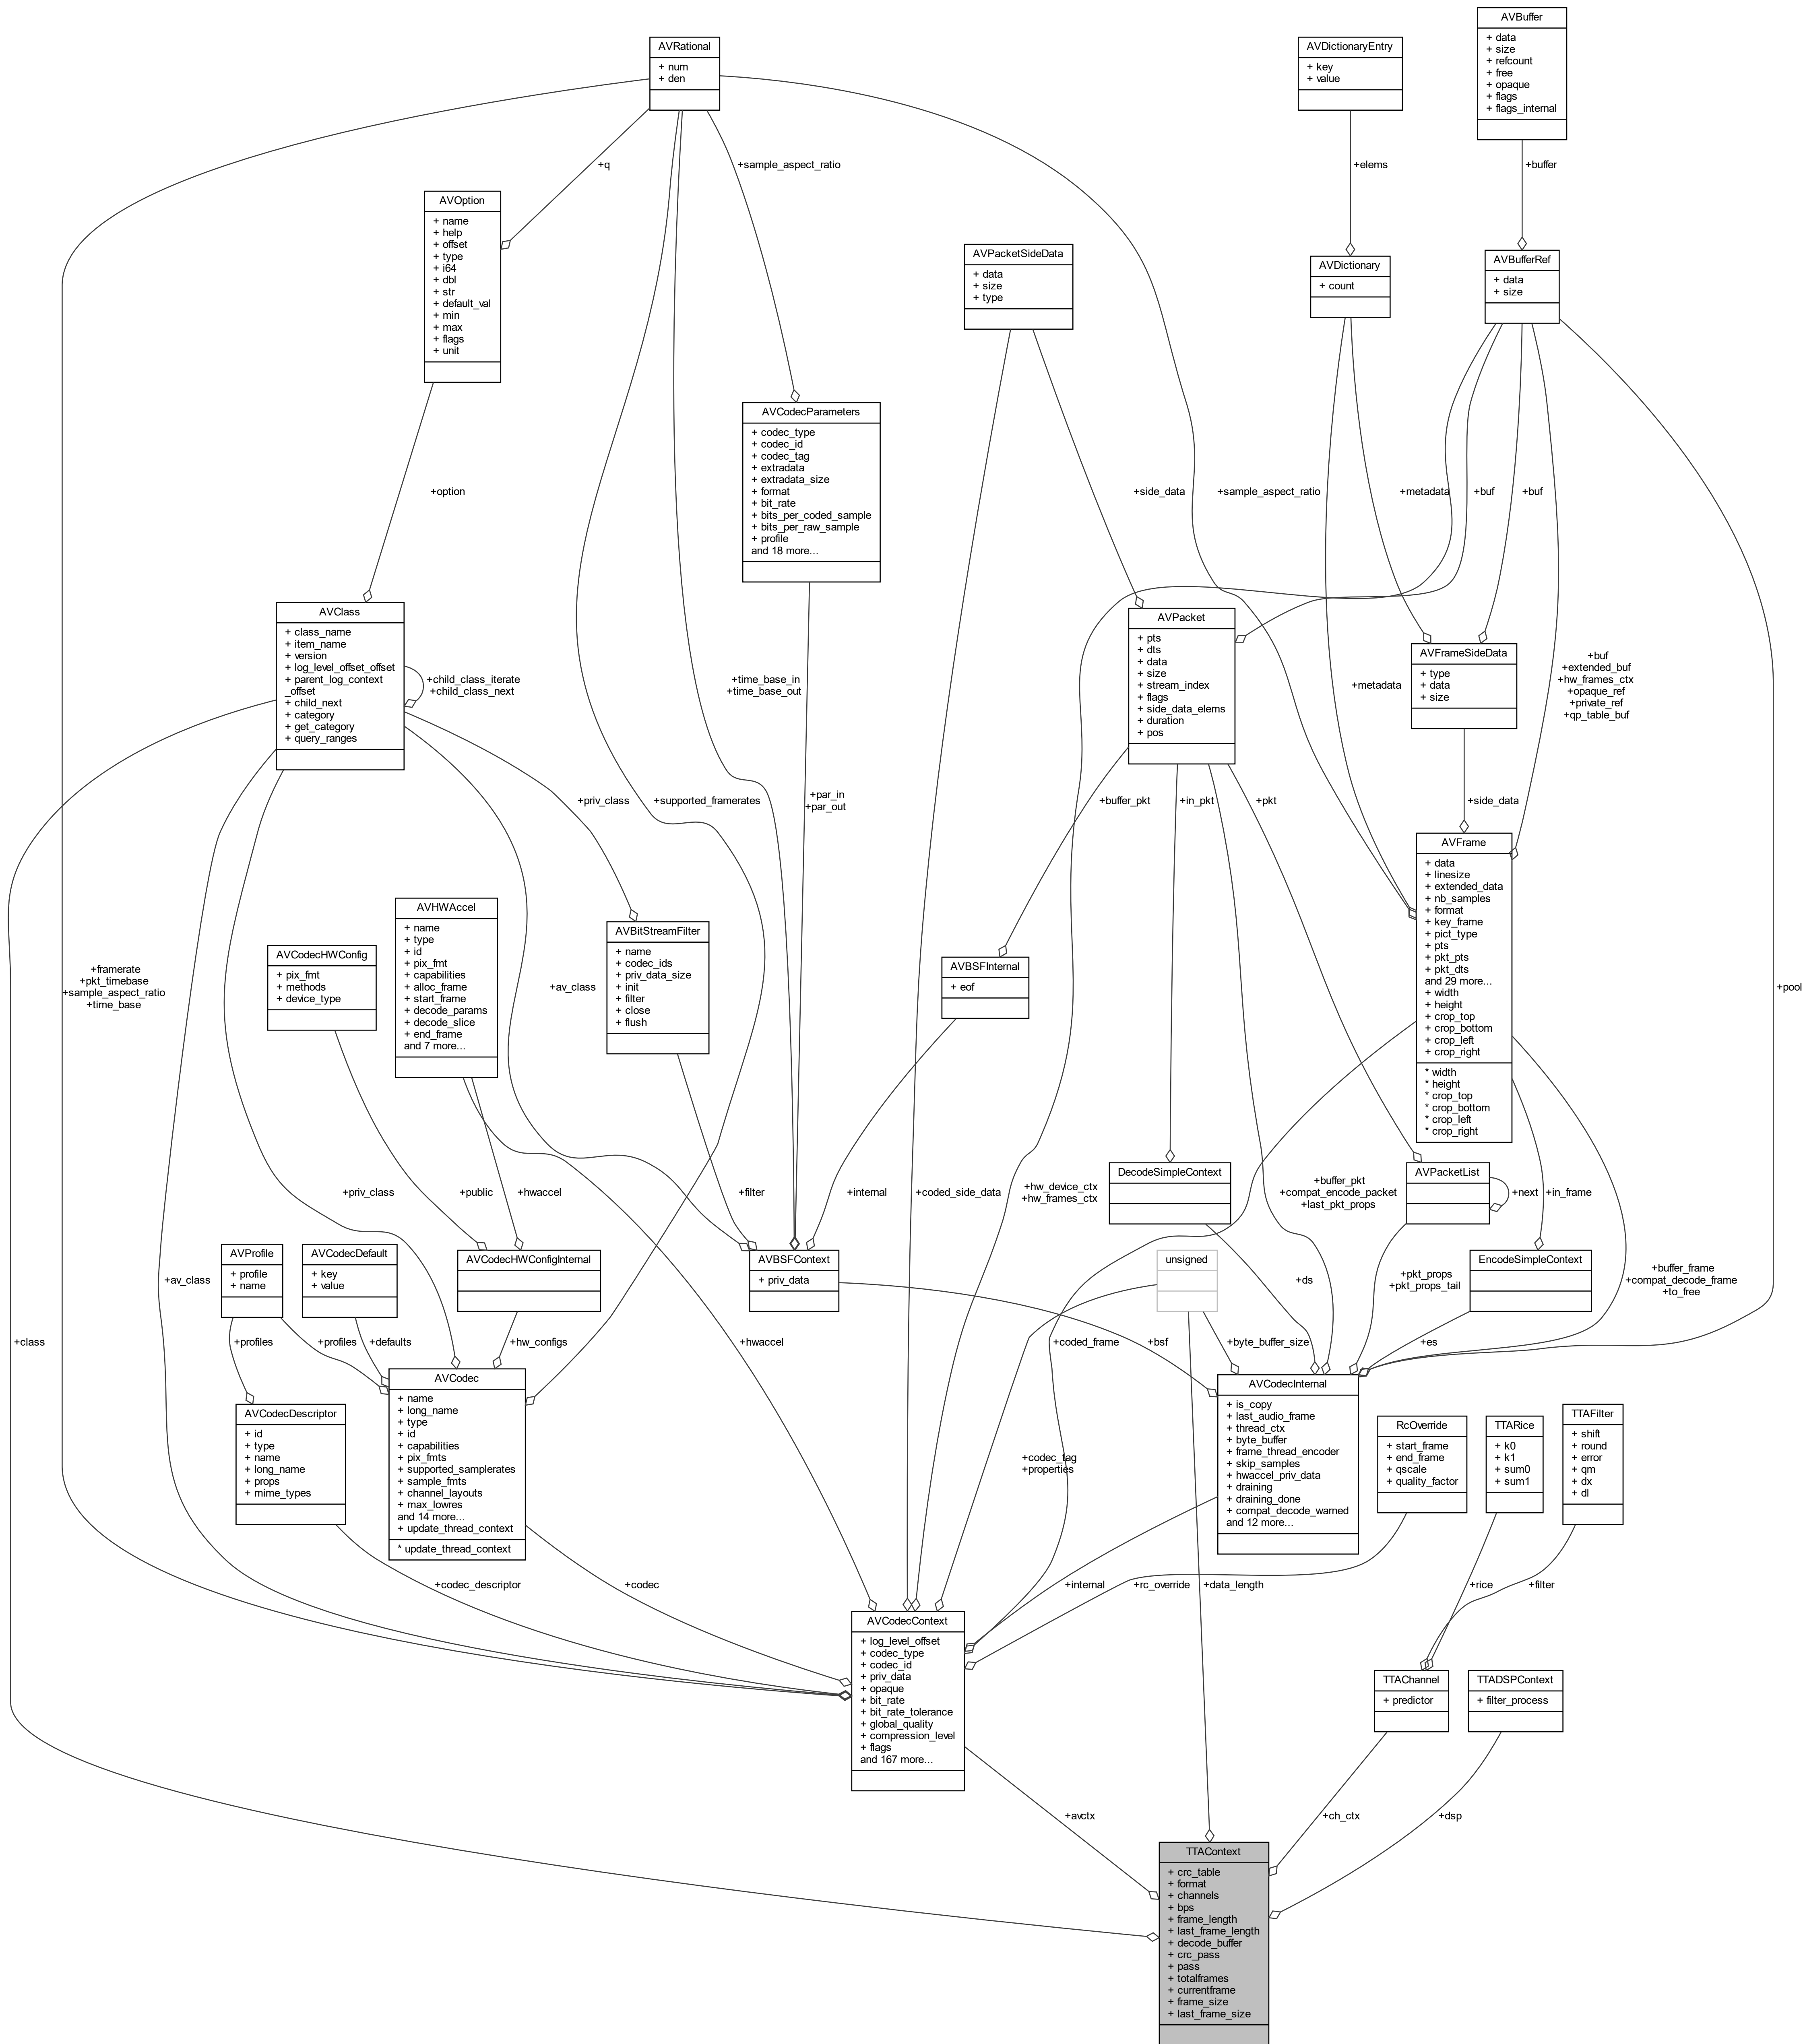 AVBuffer
+ data
+ size
+ refcount
+ free
+ opaque
+ flags
+ flags_internal
AVRational
+ num
+ den
AVDictionaryEntry
+ key
+ value
+q
+sample_aspect_ratio
+elems
+buffer
AVOption
+ name
+ help
+ offset
+ type
+ i64
+ dbl
+ str
+ default_val
+ min
+ max
+ flags
+ unit
AVPacketSideData
+ data
+ size
+ type
AVDictionary
+ count
AVBufferRef
+ data
+ size
AVCodecParameters
+ codec_type
+ codec_id
+ codec_tag
+ extradata
+ extradata_size
+ format
+ bit_rate
+ bits_per_coded_sample
+ bits_per_raw_sample
+ profile
and 18 more...
+option
+side_data
+sample_aspect_ratio
+metadata
+buf
+buf
AVClass
+ class_name
+ item_name
+ version
+ log_level_offset_offset
+ parent_log_context
_offset
+ child_next
+ category
+ get_category
+ query_ranges
+child_class_iterate
+child_class_next
+time_base_in
+time_base_out
AVPacket
+ pts
+ dts
+ data
+ size
+ stream_index
+ flags
+ side_data_elems
+ duration
+ pos
+metadata
AVFrameSideData
+ type
+ data
+ size
+buf
+extended_buf
+hw_frames_ctx
+opaque_ref
+private_ref
+qp_table_buf
+priv_class
+supported_framerates
+par_in
+par_out
+buffer_pkt
+in_pkt
+pkt
+side_data
AVFrame
+ data
+ linesize
+ extended_data
+ nb_samples
+ format
+ key_frame
+ pict_type
+ pts
+ pkt_pts
+ pkt_dts
and 29 more...
+ width
+ height
+ crop_top
+ crop_bottom
+ crop_left
+ crop_right
* width
* height
* crop_top
* crop_bottom
* crop_left
* crop_right
+framerate
+pkt_timebase
+sample_aspect_ratio
+time_base
AVCodecHWConfig
+ pix_fmt
+ methods
+ device_type
AVHWAccel
+ name
+ type
+ id
+ pix_fmt
+ capabilities
+ alloc_frame
+ start_frame
+ decode_params
+ decode_slice
+ end_frame
and 7 more...
+av_class
AVBitStreamFilter
+ name
+ codec_ids
+ priv_data_size
+ init
+ filter
+ close
+ flush
AVBSFInternal
+ eof
+pool
+priv_class
+public
+hwaccel
+filter
+internal
+coded_side_data
+hw_device_ctx
+hw_frames_ctx
DecodeSimpleContext
+buffer_pkt
+compat_encode_packet
+last_pkt_props
AVPacketList
+next
+in_frame
+av_class
AVProfile
+ profile
+ name
AVCodecDefault
+ key
+ value
AVCodecHWConfigInternal
AVBSFContext
+ priv_data
unsigned
+ds
+pkt_props
+pkt_props_tail
EncodeSimpleContext
+buffer_frame
+compat_decode_frame
+to_free
+class
+profiles
+profiles
+defaults
+hw_configs
+hwaccel
+coded_frame
+bsf
+byte_buffer_size
+es
AVCodecDescriptor
+ id
+ type
+ name
+ long_name
+ props
+ mime_types
AVCodec
+ name
+ long_name
+ type
+ id
+ capabilities
+ pix_fmts
+ supported_samplerates
+ sample_fmts
+ channel_layouts
+ max_lowres
and 14 more...
+ update_thread_context
* update_thread_context
+codec_tag
+properties
AVCodecInternal
+ is_copy
+ last_audio_frame
+ thread_ctx
+ byte_buffer
+ frame_thread_encoder
+ skip_samples
+ hwaccel_priv_data
+ draining
+ draining_done
+ compat_decode_warned
and 12 more...
RcOverride
+ start_frame
+ end_frame
+ qscale
+ quality_factor
TTARice
+ k0
+ k1
+ sum0
+ sum1
TTAFilter
+ shift
+ round
+ error
+ qm
+ dx
+ dl
+codec_descriptor
+codec
+internal
+rc_override
+data_length
+rice
+filter
AVCodecContext
+ log_level_offset
+ codec_type
+ codec_id
+ priv_data
+ opaque
+ bit_rate
+ bit_rate_tolerance
+ global_quality
+ compression_level
+ flags
and 167 more...
TTAChannel
+ predictor
TTADSPContext
+ filter_process
+avctx
+ch_ctx
+dsp
TTAContext
+ crc_table
+ format
+ channels
+ bps
+ frame_length
+ last_frame_length
+ decode_buffer
+ crc_pass
+ pass
+ totalframes
+ currentframe
+ frame_size
+ last_frame_size